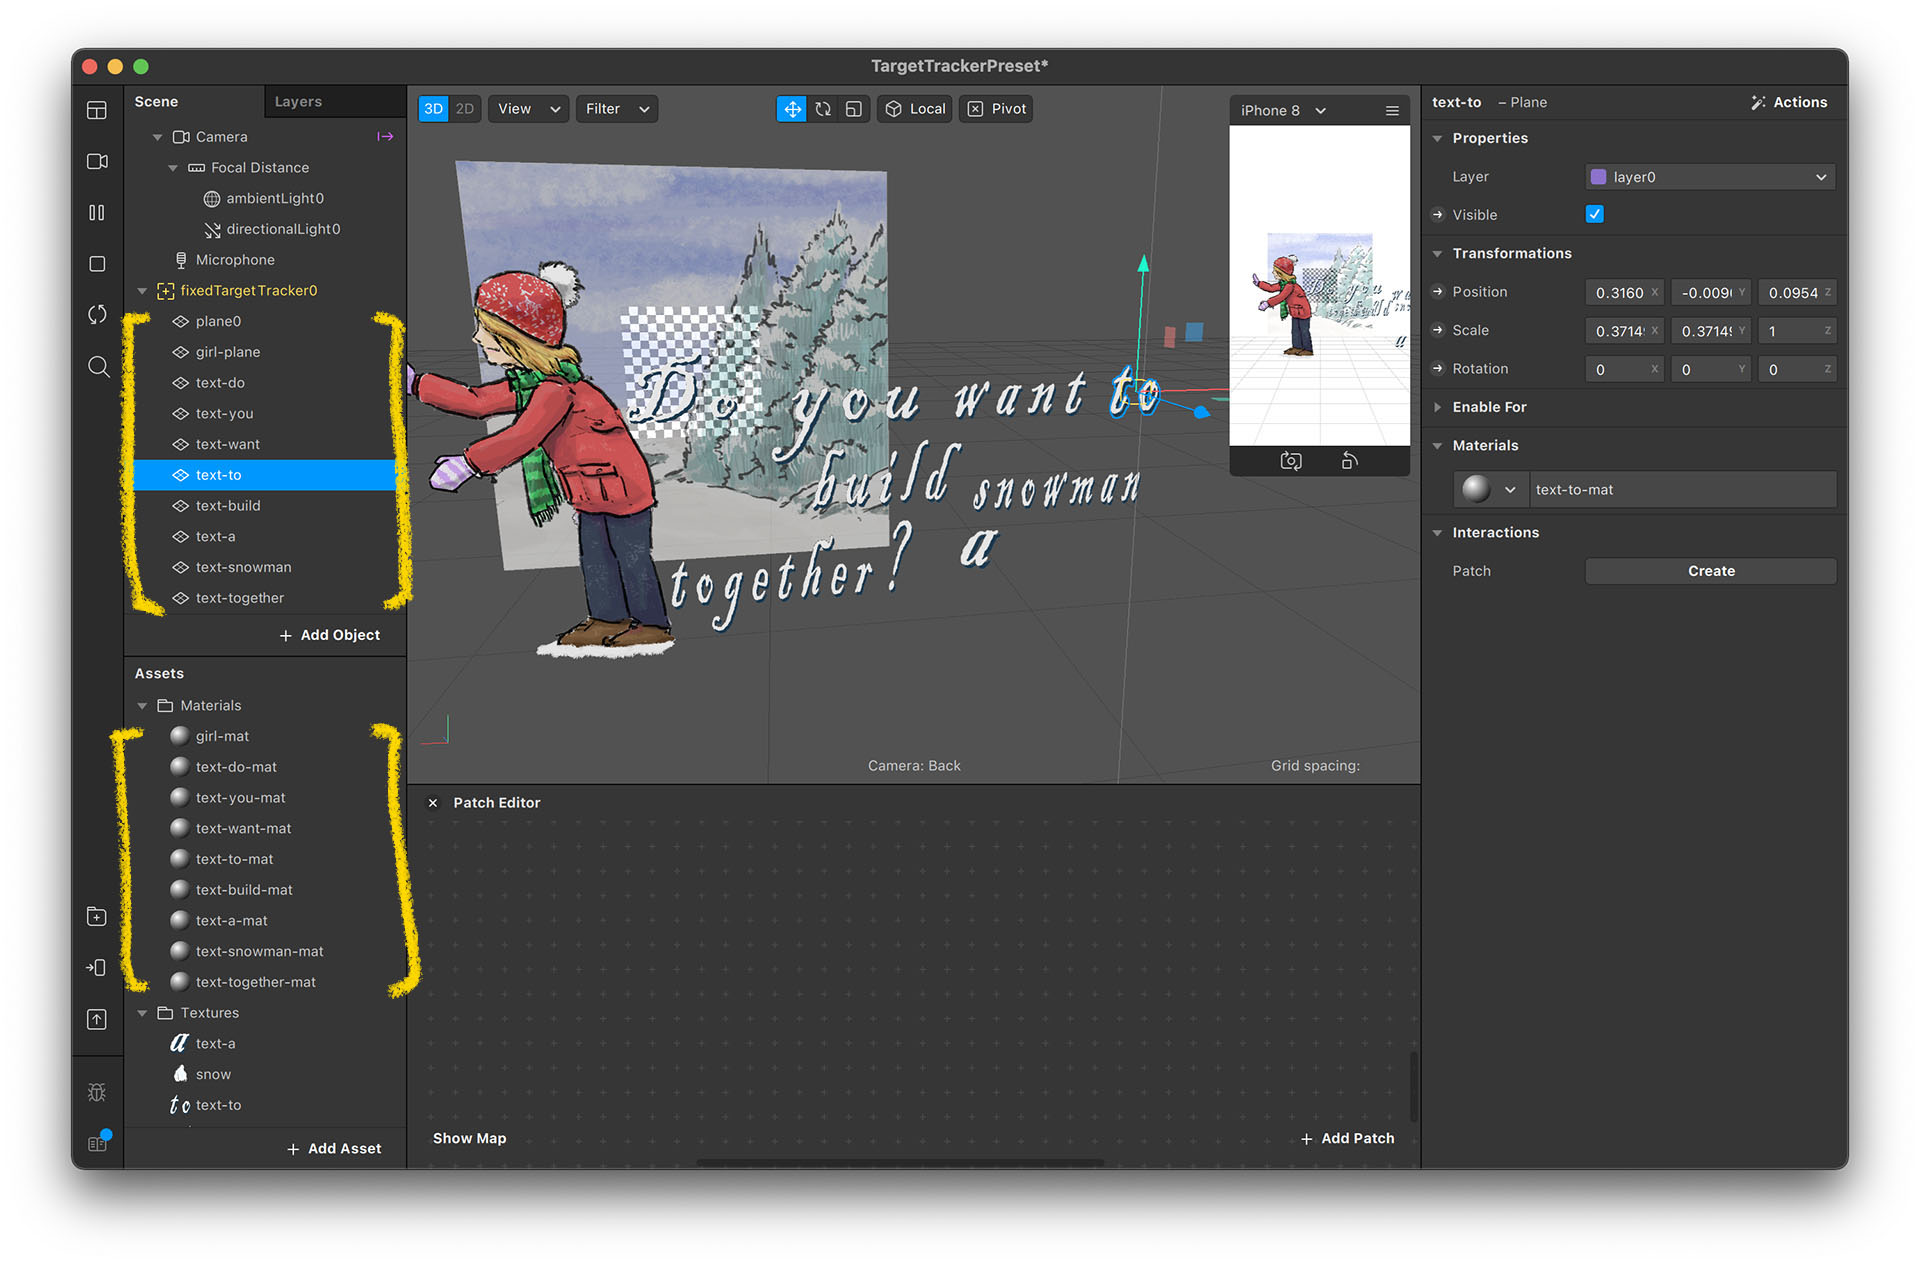 TargetTrackerPreset*
Scene
Layers
Camera
Focal Distance
ambientLight0
directionalLight0
Microphone
fixedTargetTracker0
plane0
girl-plane
text-do
text-you
text-want
text-to
text-build
text-a
text-snowman
text-together
+ Add Object
Assets
Materials
girl-mat
text-do-mat
text-you-mat
text-want-mat
text-to-mat
text-build-mat
text-a-mat
text-snowman-mat
text-together-mat
Textures
a text-a
snow
to text-to
+ Add Asset
3D 2D View Filter Local Pivot
iPhone 8
Do you want to
build snowman
a
together?
Camera: Back
Grid spacing:
Patch Editor
Show Map
+ Add Patch
text-to – Plane Actions
Properties
Layer layer0
Visible
Transformations
Position 0.3160 X -0.009 Y 0.0954 Z
Scale 0.3714 X 0.3714 Y 1 Z
Rotation 0 X 0 Y 0 Z
Enable For
Materials
text-to-mat
Interactions
Patch Create